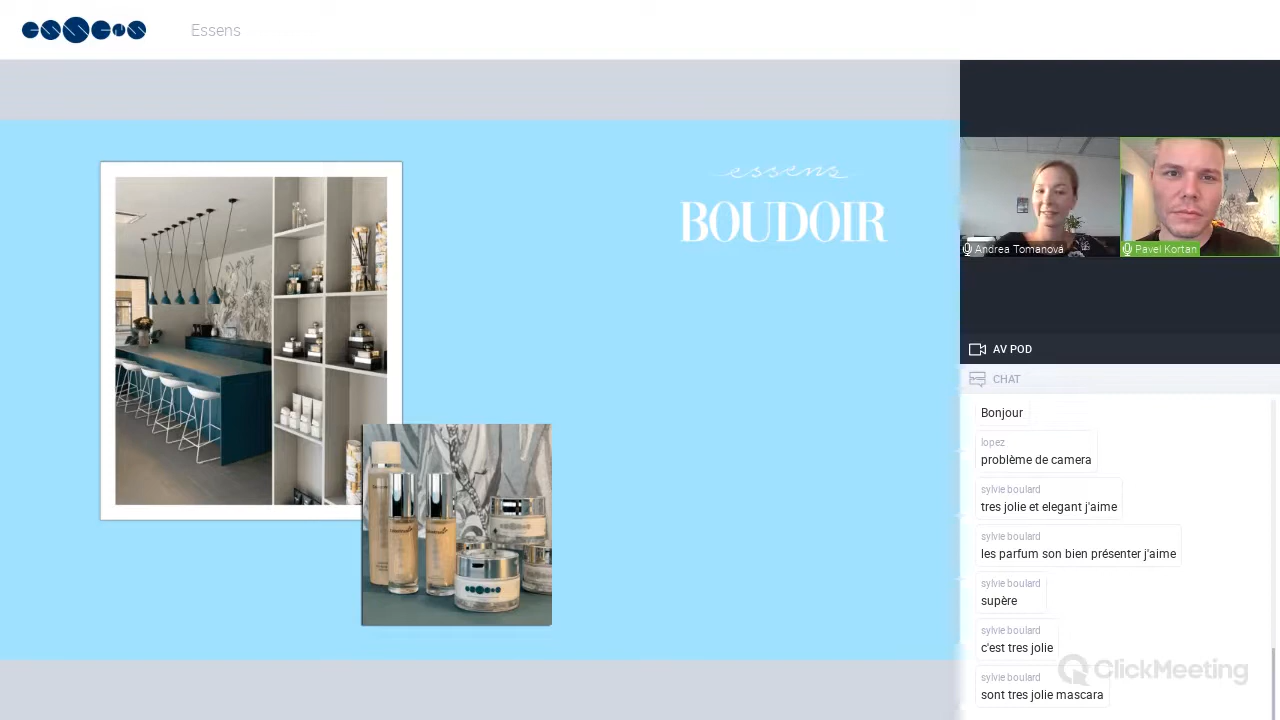 essens
Essens
essens
BOUDOIR
Andrea Tomanová
Pavel Kortan
AV POD
CHAT
Bonjour
lopez
problème de camera
sylvie boulard
tres jolie et elegant j'aime
sylvie boulard
les parfum son bien présenter j'aime
sylvie boulard
supère
sylvie boulard
c'est tres jolie
sylvie boulard
sont tres jolie mascara
ClickMeeting